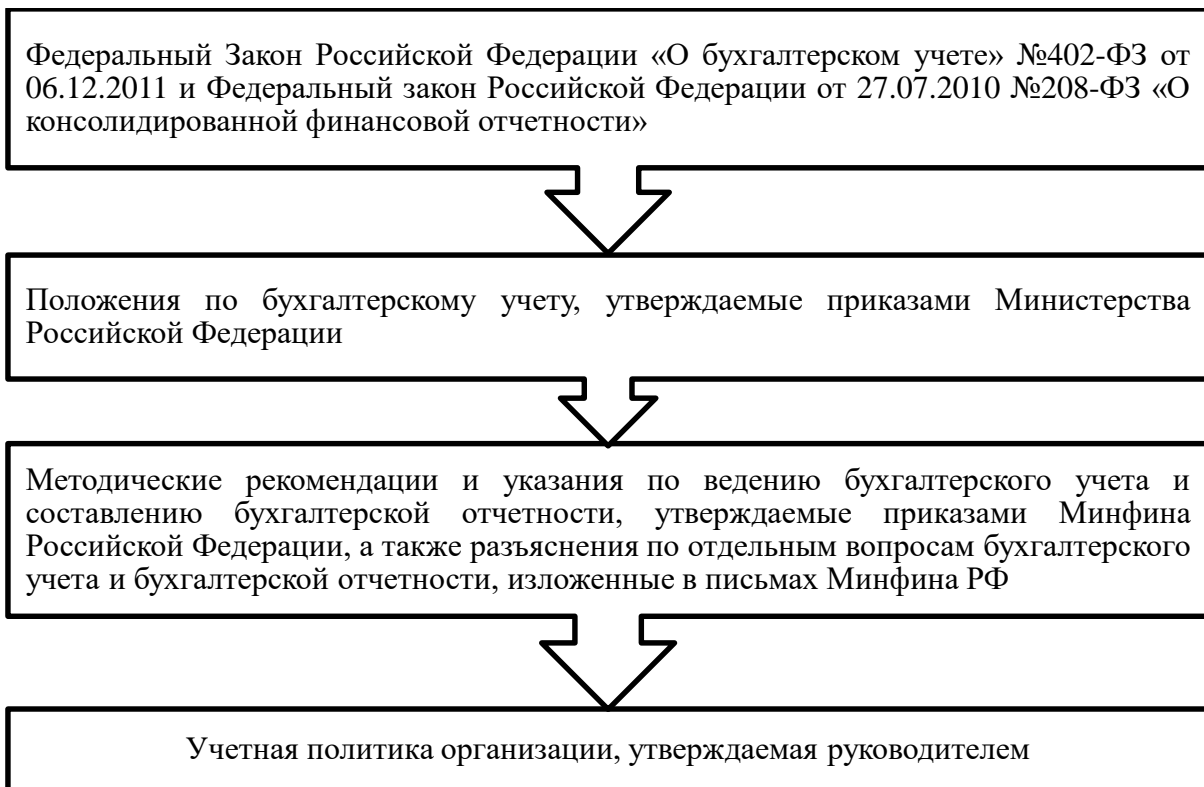 Федеральный Закон Российской Федерации «О бухгалтерском учете» №402-ФЗ от
06.12.2011 и Федеральный закон Российской Федерации от 27.07.2010 №208-ФЗ «О
консолидированной финансовой отчетности»
Положения по бухгалтерскому учету, утверждаемые приказами Министерства
Российской Федерации
Методические рекомендации и указания по ведению бухгалтерского учета и
составлению бухгалтерской отчетности, утверждаемые приказами Минфина
Российской Федерации, а также разъяснения по отдельным вопросам бухгалтерского
учета и бухгалтерской отчетности, изложенные в письмах Минфина РФ
Учетная политика организации, утверждаемая руководителем